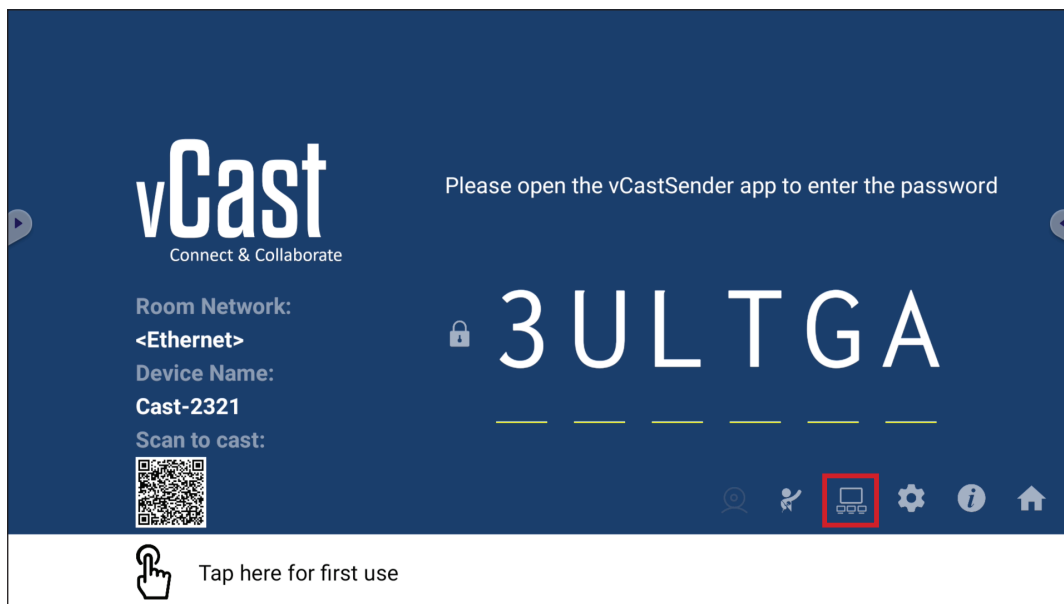 vCast
Connect & Collaborate
Please open the vCastSender app to enter the password
Room Network:
<Ethernet>
Device Name:
Cast-2321
Scan to cast:
3ULTGA
Tap here for first use